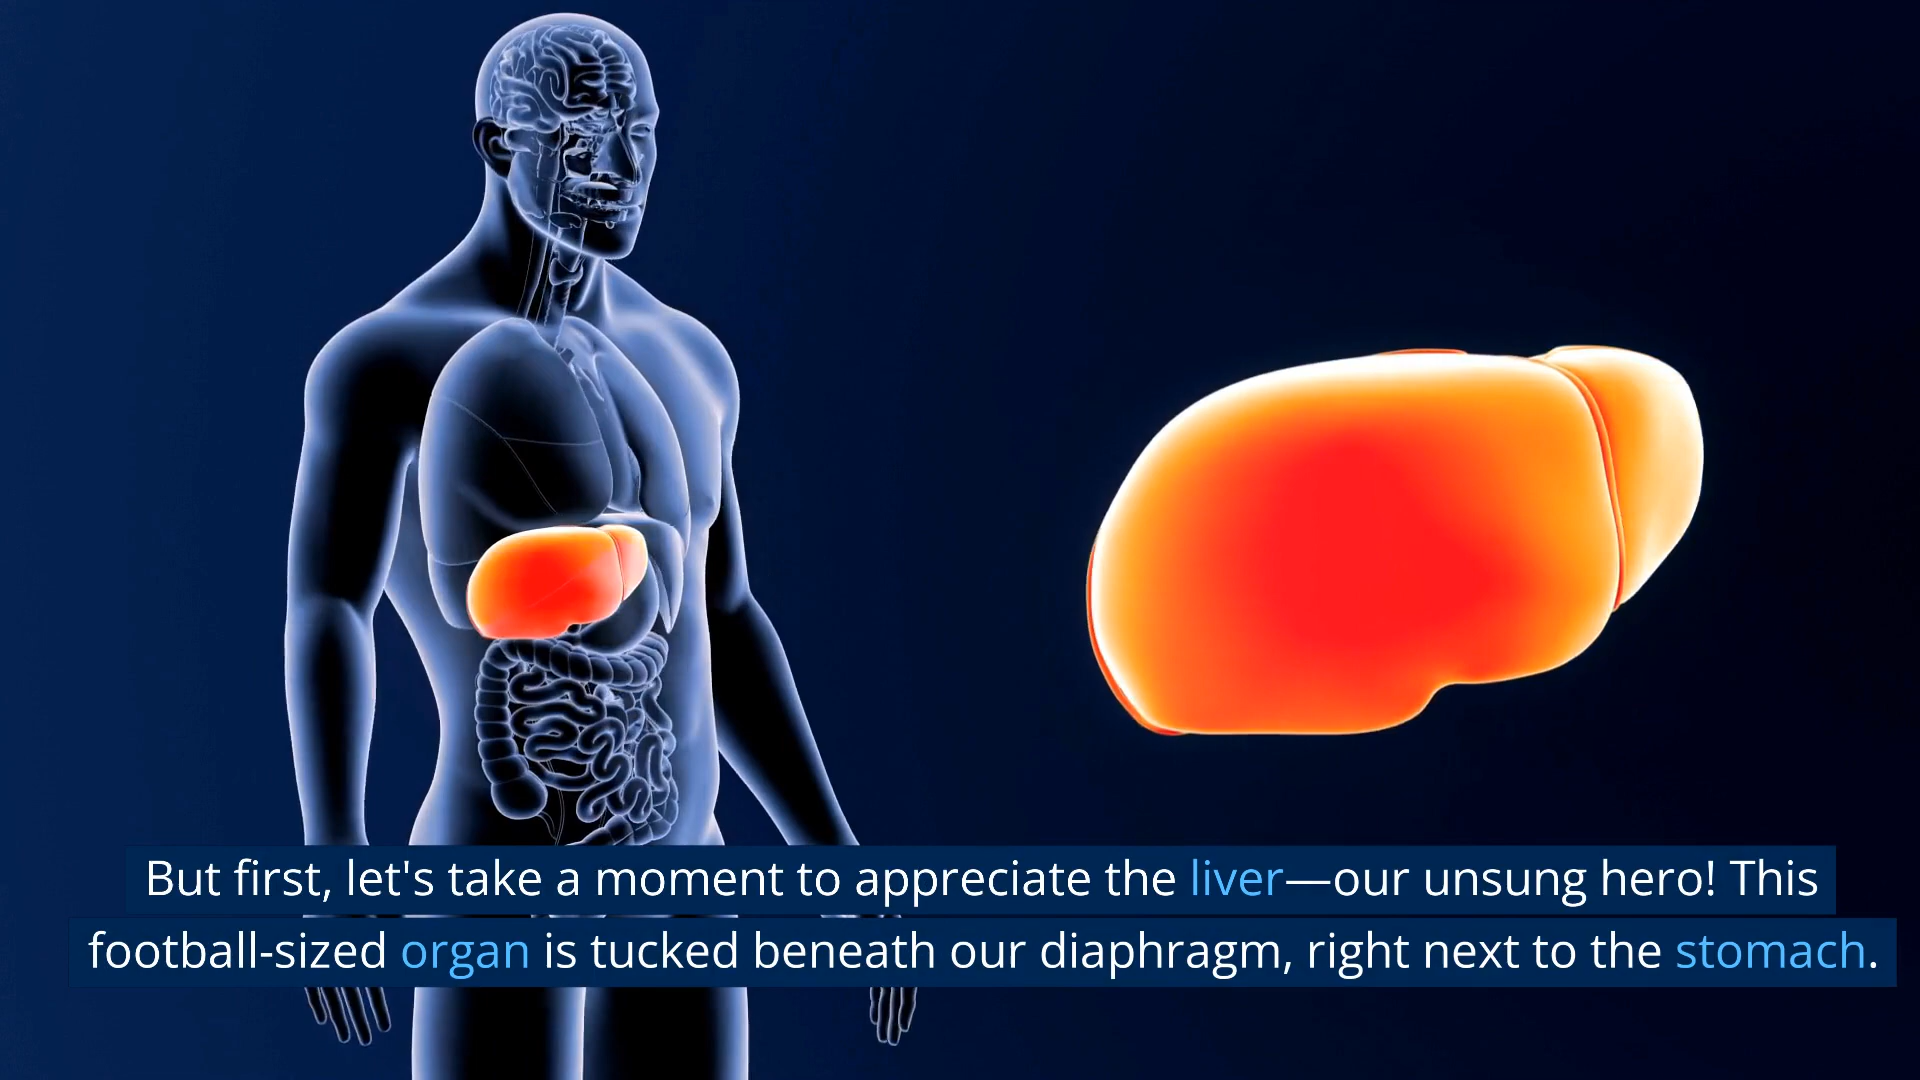 But first, let's take a moment to appreciate the liver—our unsung hero! This
football-sized organ is tucked beneath our diaphragm, right next to the stomach.